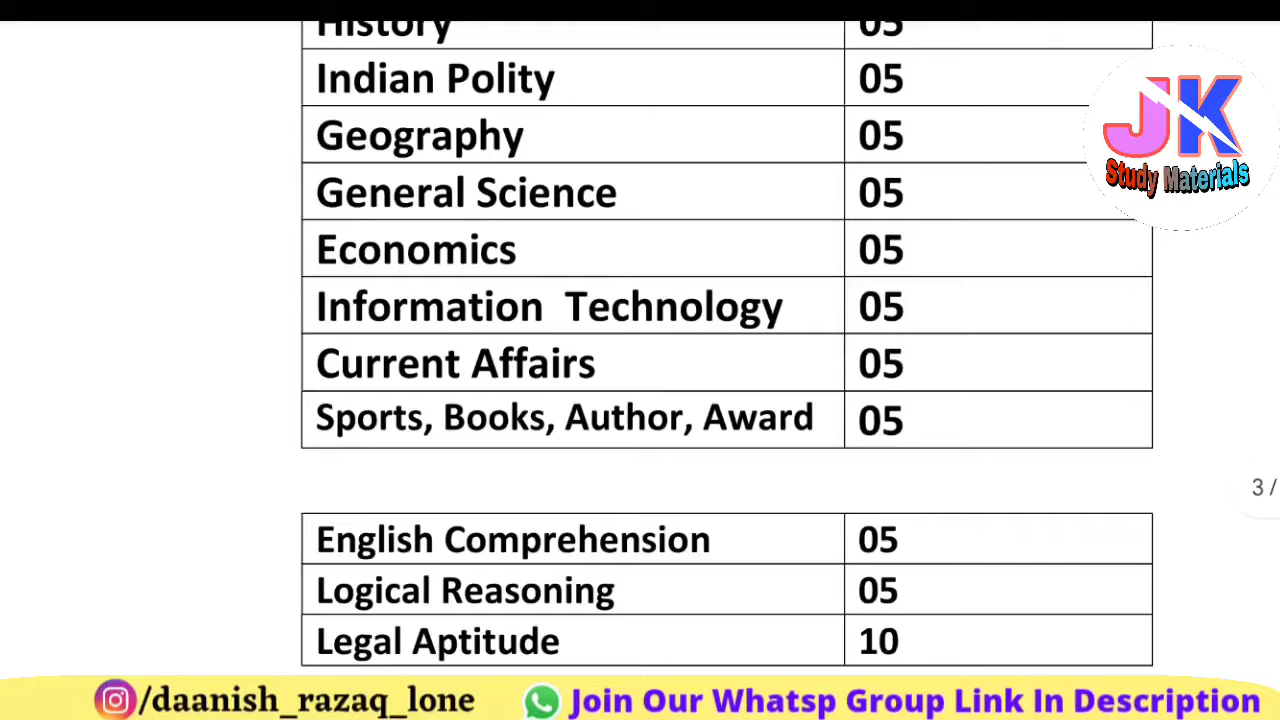 History 05
Indian Polity 05
Geography 05
General Science 05
Economics 05
Information Technology 05
Current Affairs 05
Sports, Books, Author, Award 05
English Comprehension 05
Logical Reasoning 05
Legal Aptitude 10
JK
Study Materials
3 /
/daanish_razaq_lone
Join Our Whatsp Group Link In Description